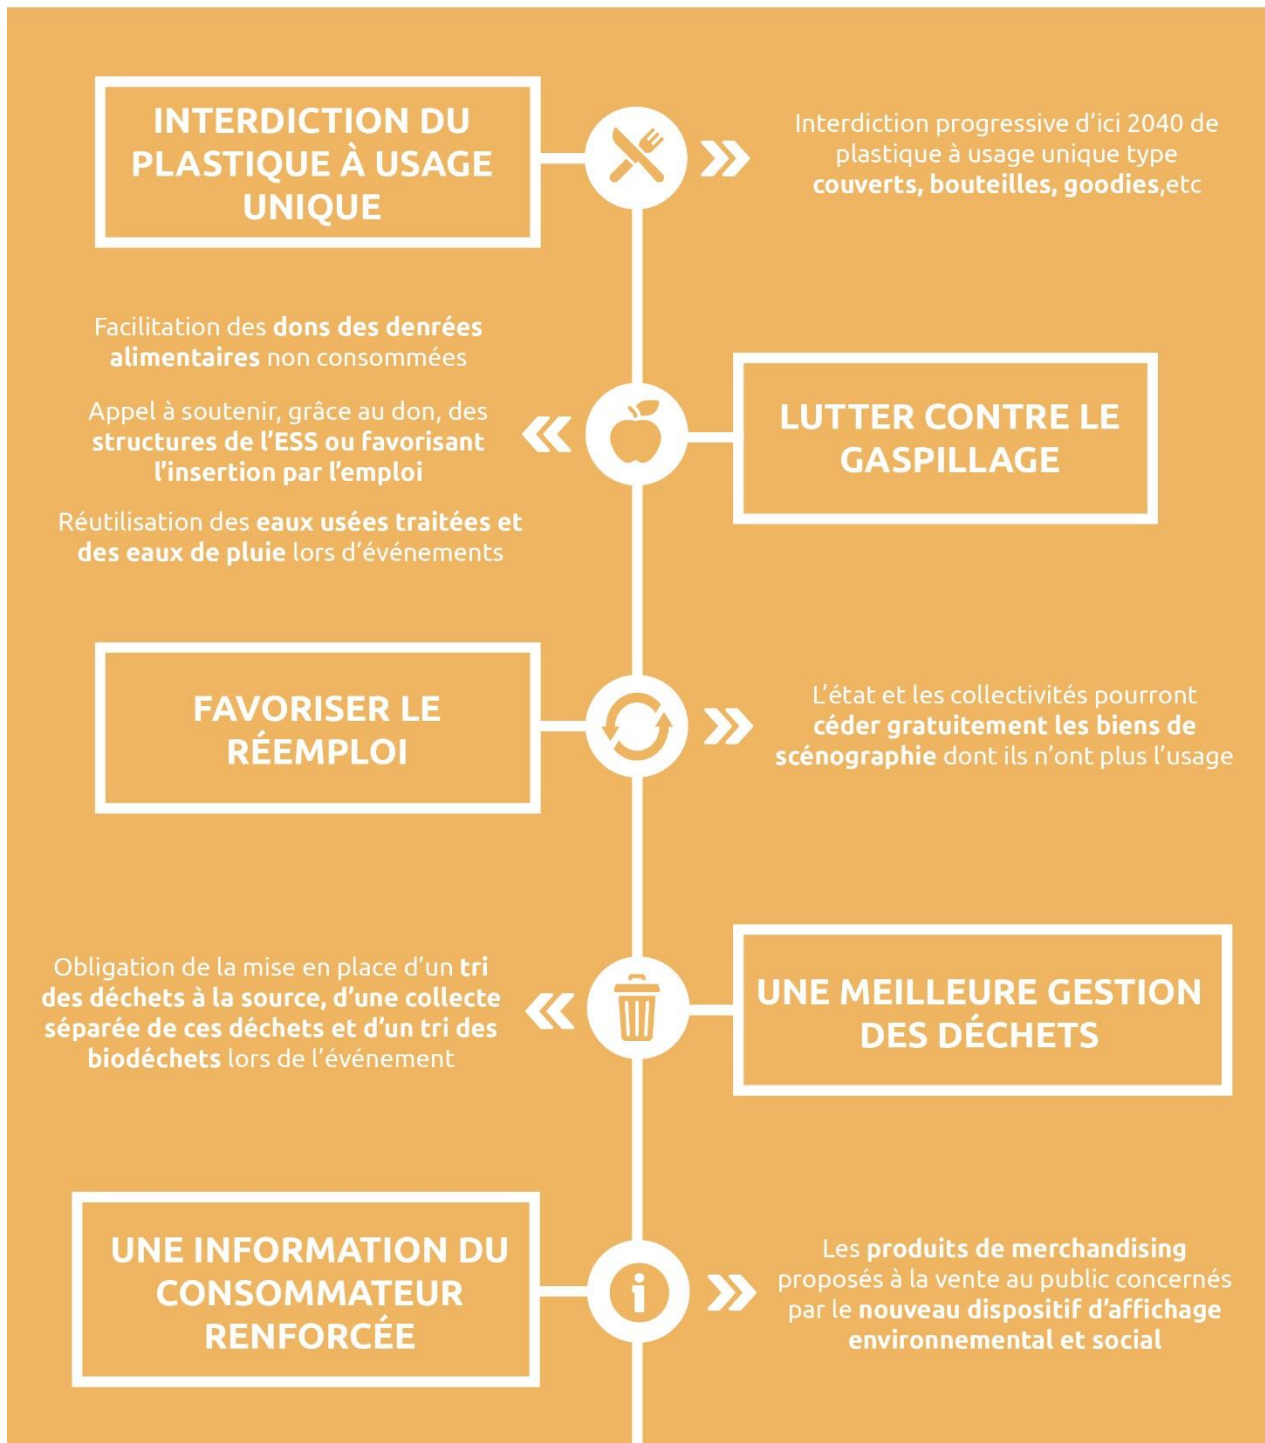 INTERDICTION DU
PLASTIQUE À USAGE
UNIQUE
Interdiction progressive d’ici 2040 de
plastique à usage unique type
couverts, bouteilles, goodies,etc
Facilitation des dons des denrées
alimentaires non consommées
Appel à soutenir, grâce au don, des
structures de l’ESS ou favorisant
l’insertion par l’emploi
Réutilisation des eaux usées traitées et
des eaux de pluie lors d’événements
LUTTER CONTRE LE
GASPILLAGE
FAVORISER LE
RÉEMPLOI
L’état et les collectivités pourront
céder gratuitement les biens de
scénographie dont ils n’ont plus l’usage
Obligation de la mise en place d’un tri
des déchets à la source, d’une collecte
séparée de ces déchets et d’un tri des
biodéchets lors de l’événement
UNE MEILLEURE GESTION
DES DÉCHETS
UNE INFORMATION DU
CONSOMMATEUR
RENFORCÉE
Les produits de merchandising
proposés à la vente au public concernés
par le nouveau dispositif d’affichage
environnemental et social